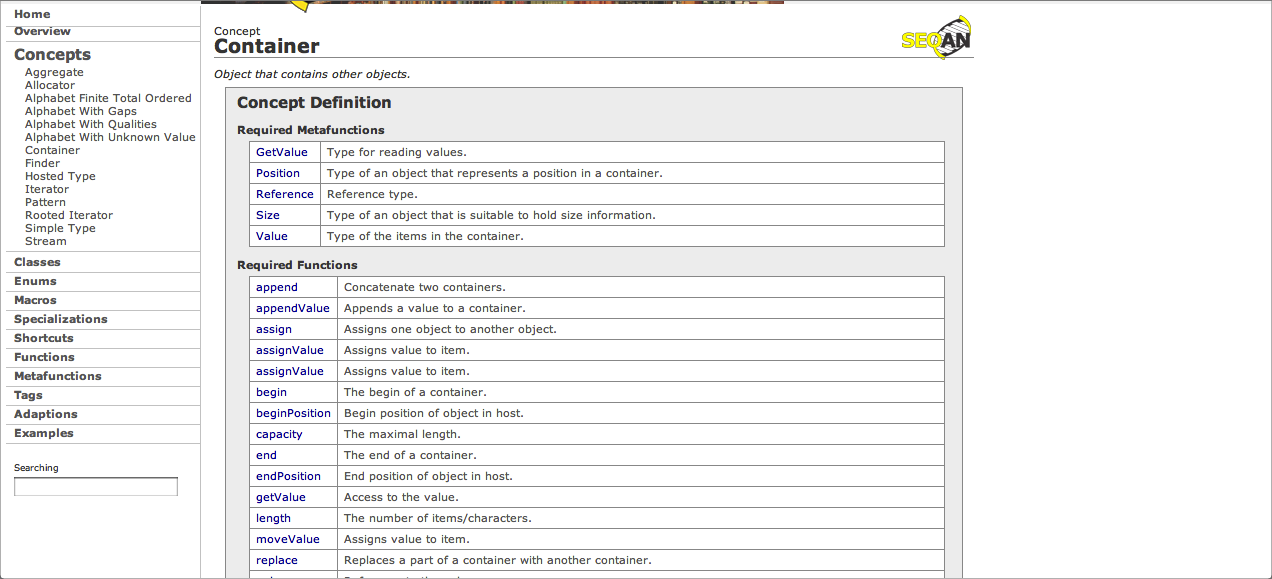 Home
Overview
Concepts
Aggregate
Allocator
Alphabet Finite Total Ordered
Alphabet With Gaps
Alphabet With Qualities
Alphabet With Unknown Value
Container
Finder
Hosted Type
Iterator
Pattern
Rooted Iterator
Simple Type
Stream
Classes
Enums
Macros
Specializations
Shortcuts
Functions
Metafunctions
Tags
Adaptions
Examples
Searching
Concept
Container
SEQAN
Object that contains other objects.
Concept Definition
Required Metafunctions
GetValue Type for reading values.
Position Type of an object that represents a position in a container.
Reference Reference type.
Size Type of an object that is suitable to hold size information.
Value Type of the items in the container.
Required Functions
append Concatenate two containers.
appendValue Appends a value to a container.
assign Assigns one object to another object.
assignValue Assigns value to item.
assignValue Assigns value to item.
begin The begin of a container.
beginPosition Begin position of object in host.
capacity The maximal length.
end The end of a container.
endPosition End position of object in host.
getValue Access to the value.
length The number of items/characters.
moveValue Assigns value to item.
replace Replaces a part of a container with another container.